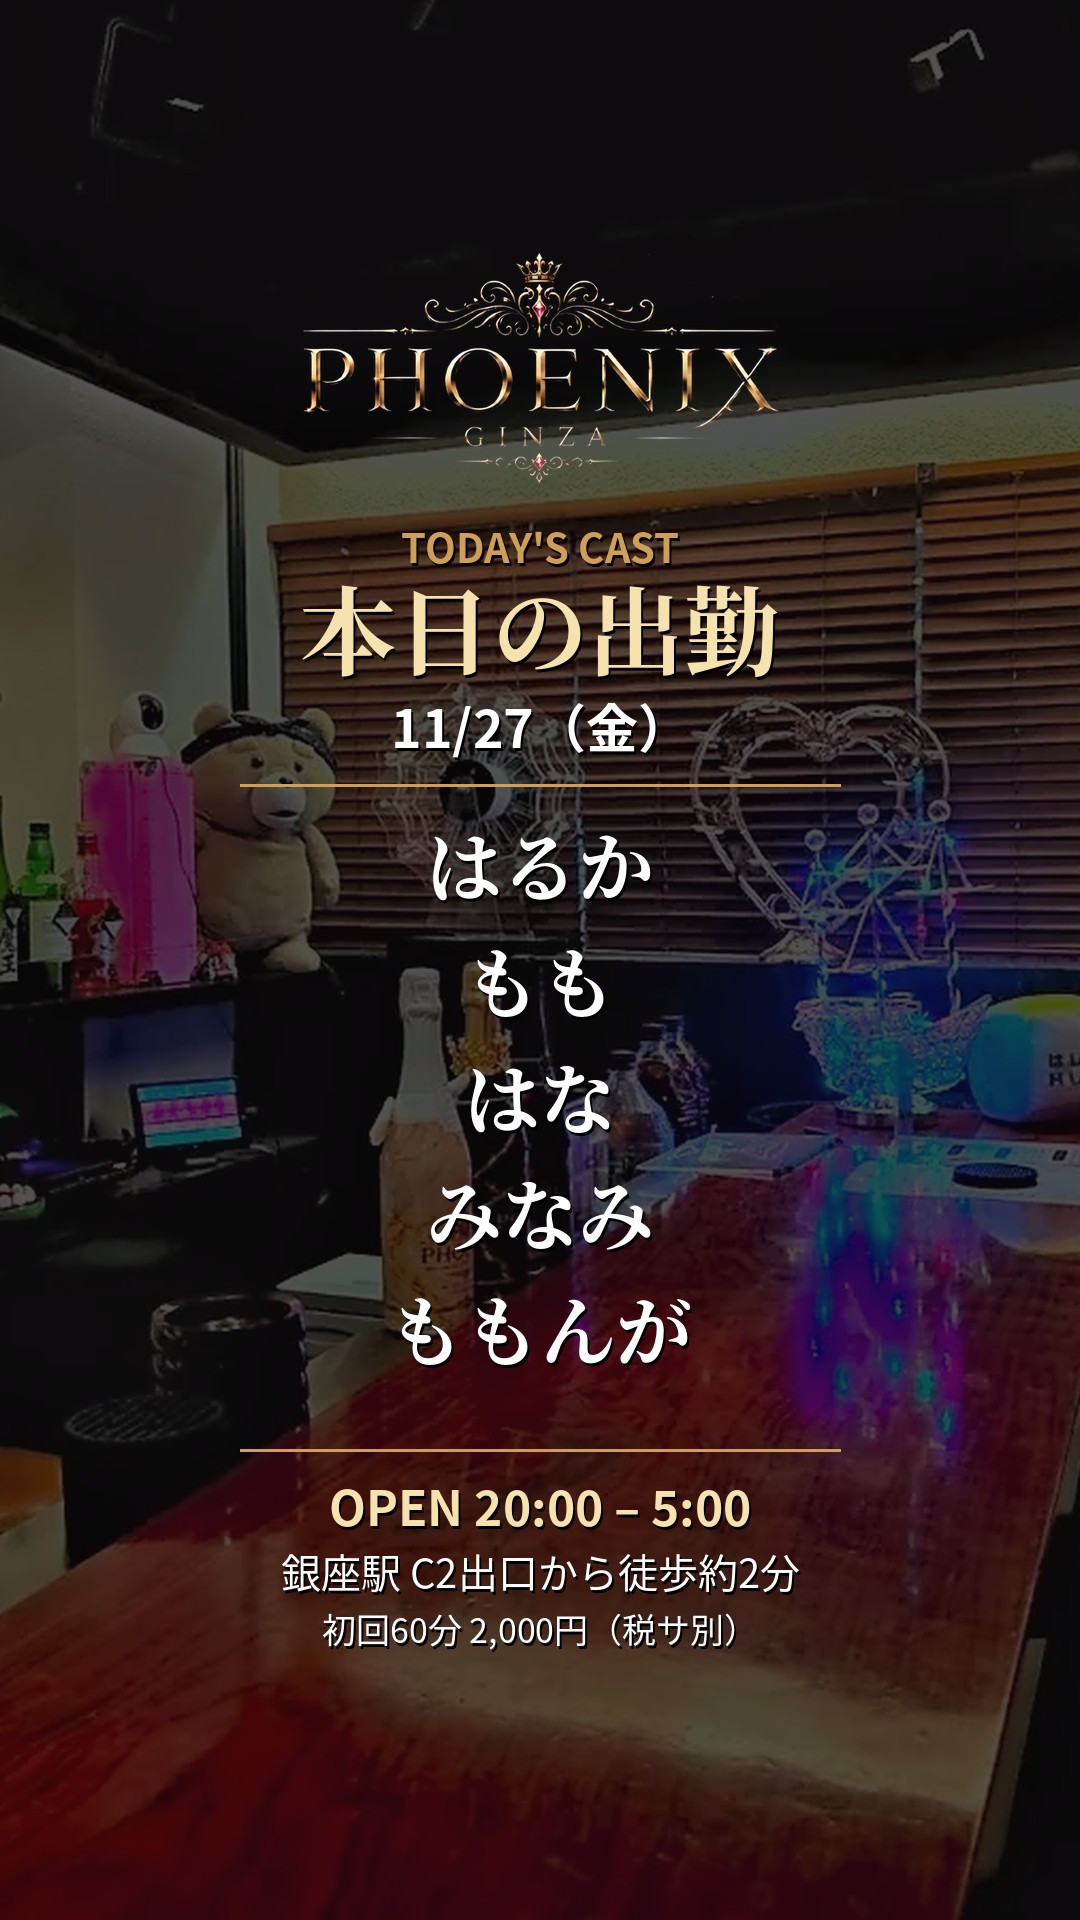 PHOENIX
GINZA
TODAY'S CAST
本日の出勤
11/27（金）
はるか
もも
はな
みなみ
ももんが
OPEN 20:00 – 5:00
銀座駅 C2出口から徒歩約2分
初回60分 2,000円（税サ別）